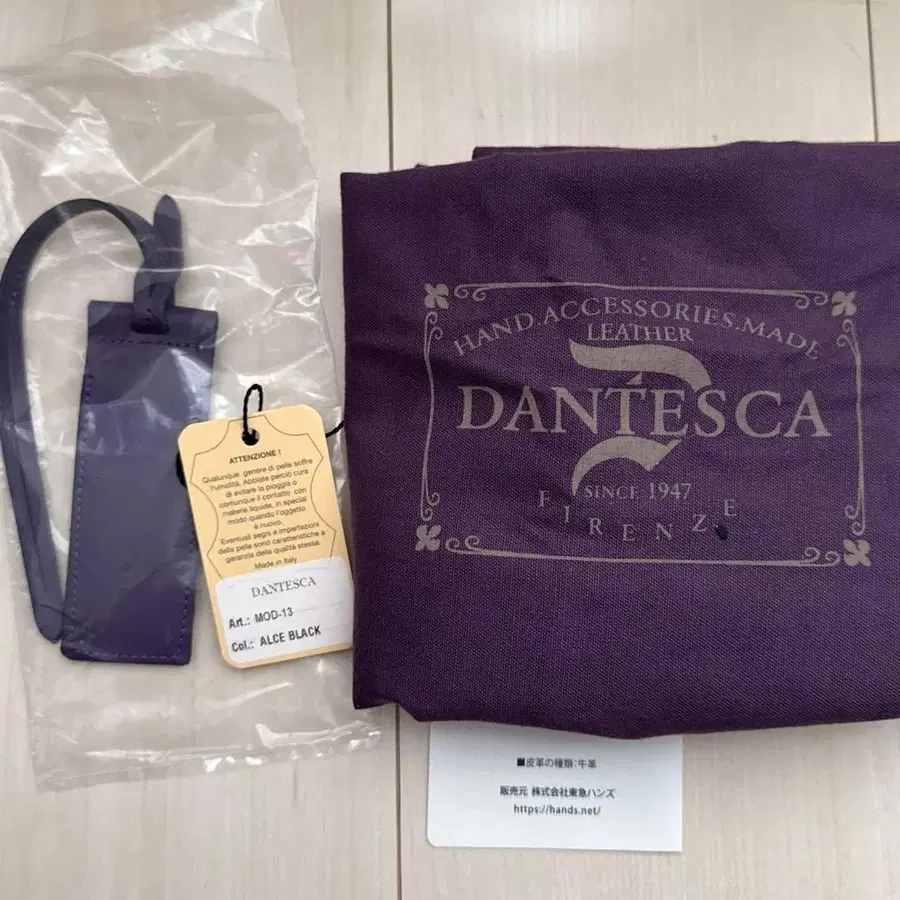 ATTENZIONE !
Qualunque genere di pelle soffre
l'umidità. Abbiate perciò cura
di evitare la pioggia o
comunque il contatto con
materie liquide, in special
modo quando l'oggetto
è nuovo.
Eventuali segni e imperfezioni
della pelle sono caratteristiche a
garanzia della qualità stessa.
Made in Italy
DANTESCA
Art.: MOD-13
Col.: ALCE BLACK
HAND.ACCESSORIES.MADE
LEATHER
DANTESCA
SINCE 1947
FIRENZE
■皮革の種類:牛革
販売元 株式会社東急ハンズ
https://hands.net/